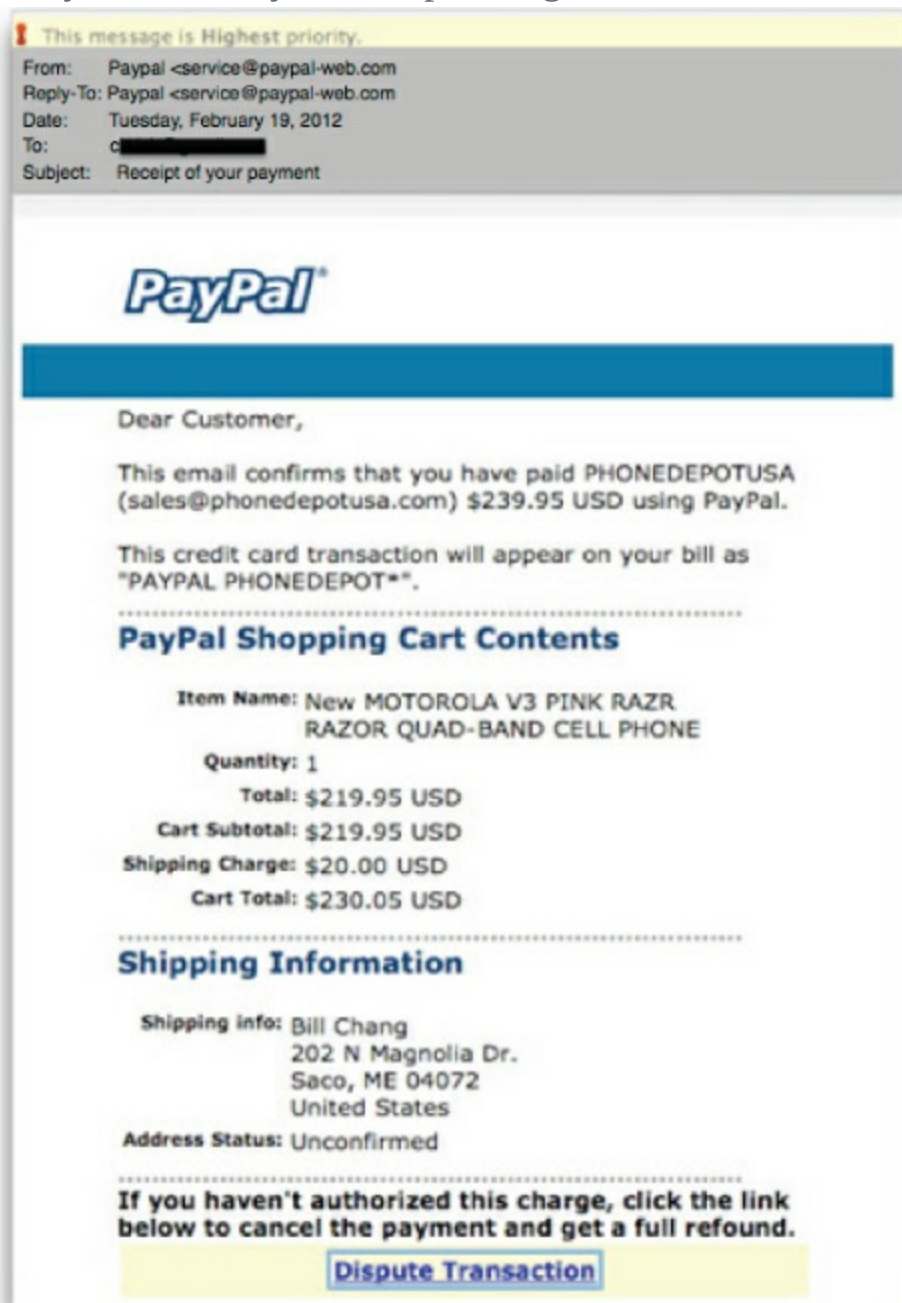 This message is Highest priority.
From: Paypal <service@paypal-web.com
Reply-To: Paypal <service@paypal-web.com
Date: Tuesday, February 19, 2012
To: c
Subject: Receipt of your payment
PayPal
Dear Customer,
This email confirms that you have paid PHONEDEPOTUSA
(sales@phonedepotusa.com) $239.95 USD using PayPal.
This credit card transaction will appear on your bill as
"PAYPAL PHONEDEPOT*".
PayPal Shopping Cart Contents
Item Name: New MOTOROLA V3 PINK RAZR
RAZOR QUAD-BAND CELL PHONE
Quantity: 1
Total: $219.95 USD
Cart Subtotal: $219.95 USD
Shipping Charge: $20.00 USD
Cart Total: $230.05 USD
Shipping Information
Shipping info: Bill Chang
202 N Magnolia Dr.
Saco, ME 04072
United States
Address Status: Unconfirmed
If you haven't authorized this charge, click the link
below to cancel the payment and get a full refound.
Dispute Transaction